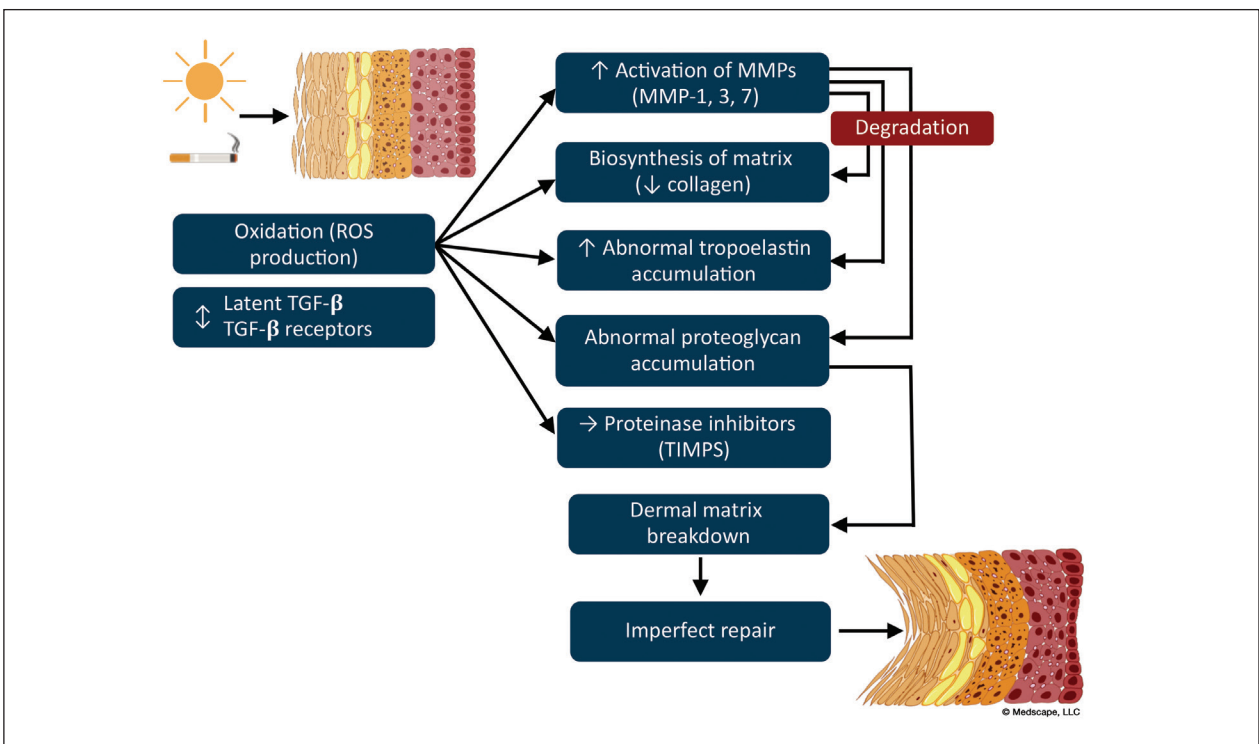 ↑ Activation of MMPs
(MMP-1, 3, 7)
Degradation
Biosynthesis of matrix
(↓ collagen)
Oxidation (ROS
production)
↑ Abnormal tropoelastin
accumulation
↕ Latent TGF-β
TGF-β receptors
Abnormal proteoglycan
accumulation
→ Proteinase inhibitors
(TIMPS)
Dermal matrix
breakdown
Imperfect repair
© Medscape, LLC